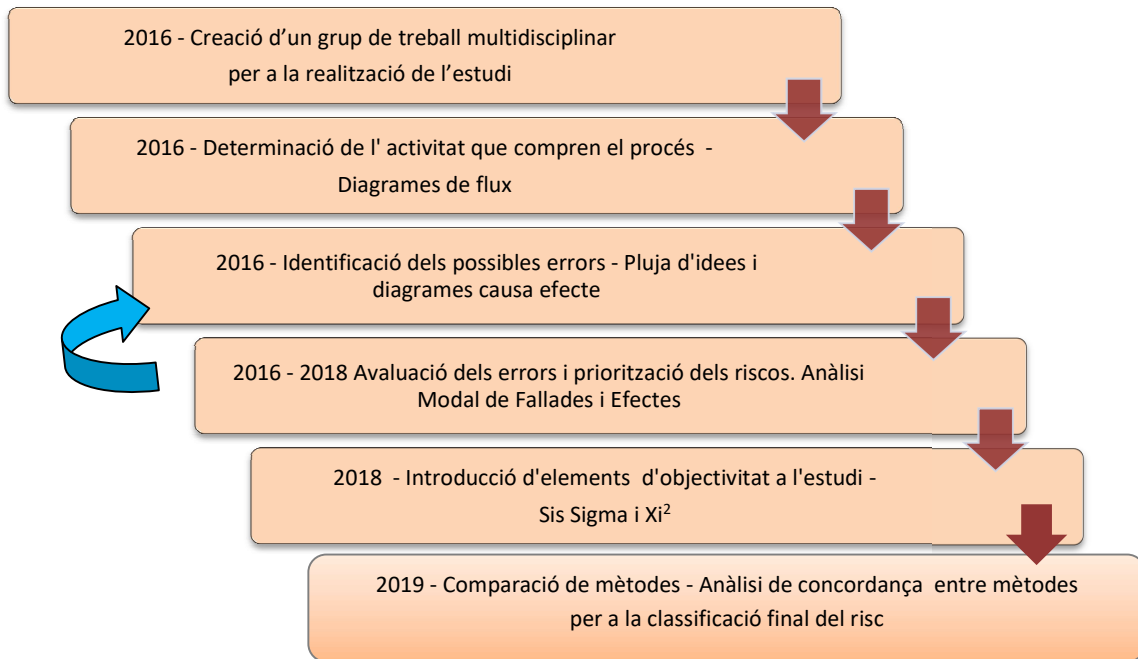 2016 - Creació d’un grup de treball multidisciplinar
per a la realització de l’estudi
2016 - Determinació de l' activitat que compren el procés -
Diagrames de flux
2016 - Identificació dels possibles errors - Pluja d'idees i
diagrames causa efecte
2016 - 2018 Avaluació dels errors i priorització dels riscos. Anàlisi
Modal de Fallades i Efectes
2018 - Introducció d'elements d'objectivitat a l'estudi -
Sis Sigma i Xi²
2019 - Comparació de mètodes - Anàlisi de concordança entre mètodes
per a la classificació final del risc